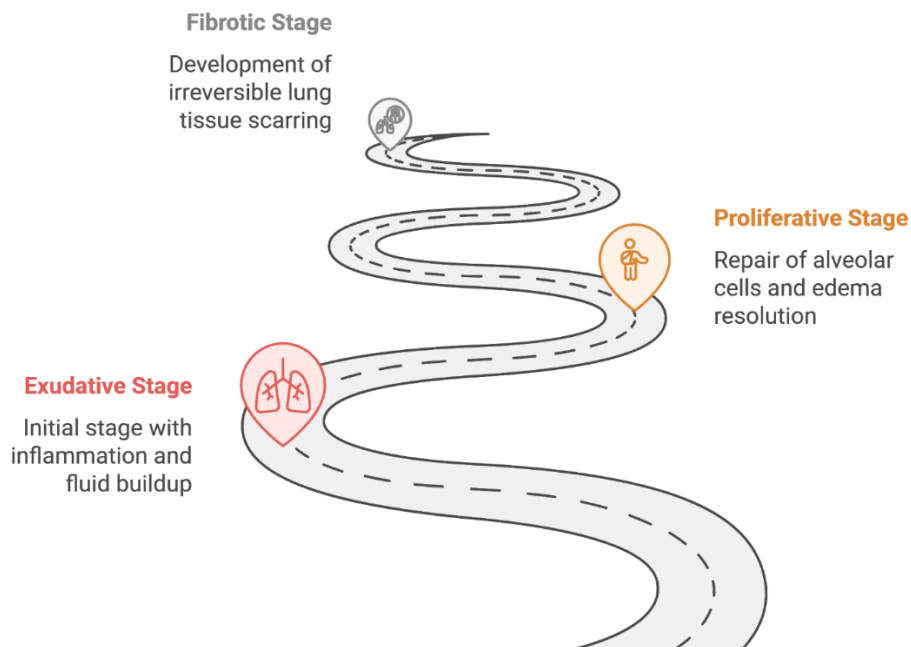 Fibrotic Stage
Development of
irreversible lung
tissue scarring
Proliferative Stage
Repair of alveolar
cells and edema
resolution
Exudative Stage
Initial stage with
inflammation and
fluid buildup